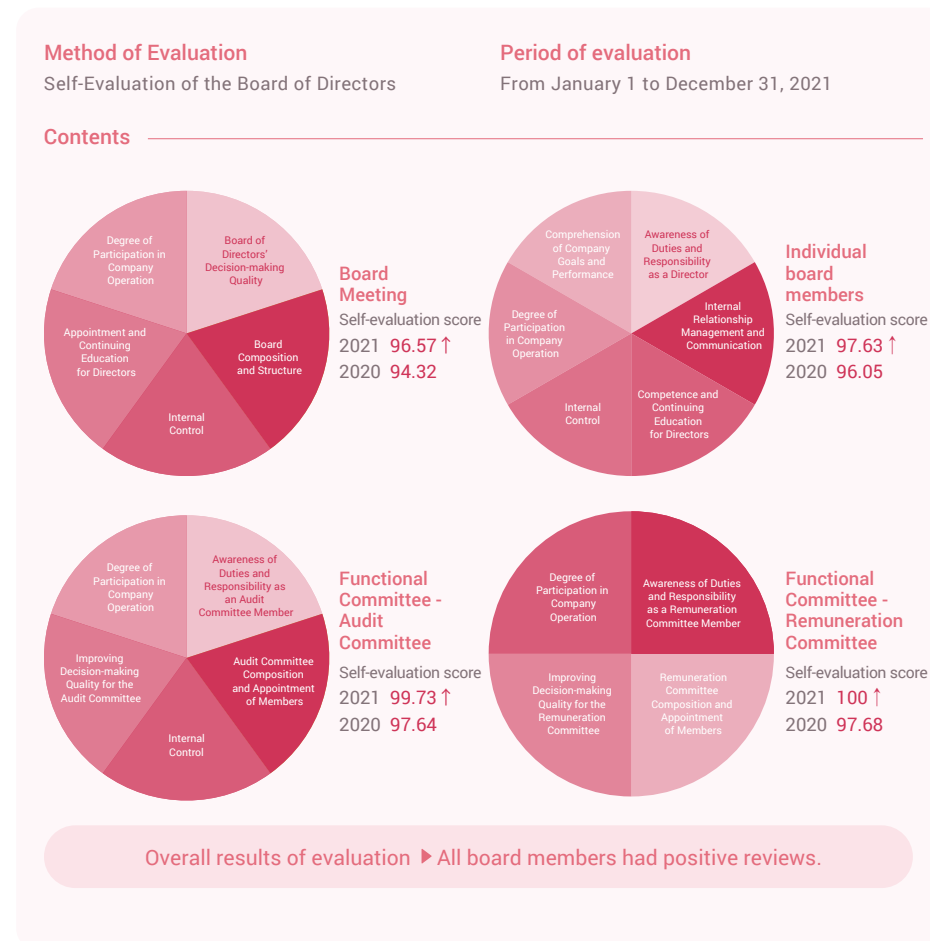 Method of Evaluation
Self-Evaluation of the Board of Directors
Period of evaluation
From January 1 to December 31, 2021
Contents
Degree of
Participation in
Company
Operation
Board of
Directors'
Decision-making
Quality
Appointment and
Continuing
Education
for Directors
Board
Composition
and Structure
Internal
Control
Board
Meeting
Self-evaluation score
2021 96.57 ↑
2020 94.32
Comprehension
of Company
Goals and
Performance
Awareness of
Duties and
Responsibility
as a Director
Degree of
Participation
in Company
Operation
Internal
Relationship
Management and
Communication
Internal
Control
Competence and
Continuing
Education
for Directors
Individual
board
members
Self-evaluation score
2021 97.63 ↑
2020 96.05
Degree of
Participation in
Company
Operation
Awareness of
Duties and
Responsibility as
an Audit
Committee Member
Improving
Decision-making
Quality for the
Audit Committee
Audit Committee
Composition
and Appointment
of Members
Internal
Control
Functional
Committee -
Audit
Committee
Self-evaluation score
2021 99.73 ↑
2020 97.64
Degree of
Participation in
Company
Operation
Awareness of Duties
and Responsibility
as a Remuneration
Committee Member
Improving
Decision-making
Quality for the
Remuneration
Committee
Remuneration
Committee
Composition and
Appointment
of Members
Functional
Committee -
Remuneration
Committee
Self-evaluation score
2021 100 ↑
2020 97.68
Overall results of evaluation ▶ All board members had positive reviews.